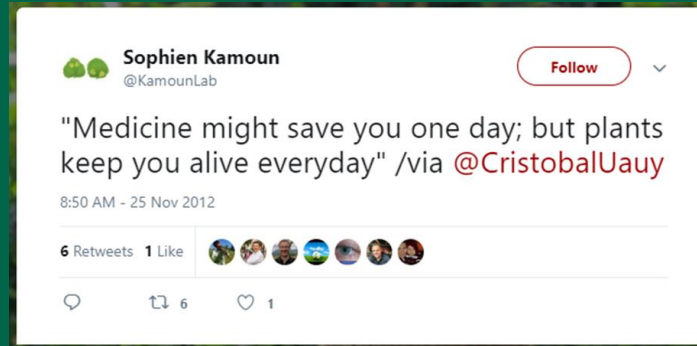 Sophien Kamoun
@KamounLab
Follow
"Medicine might save you one day; but plants
keep you alive everyday" /via @CristobalUauy
8:50 AM - 25 Nov 2012
6 Retweets 1 Like
6 1